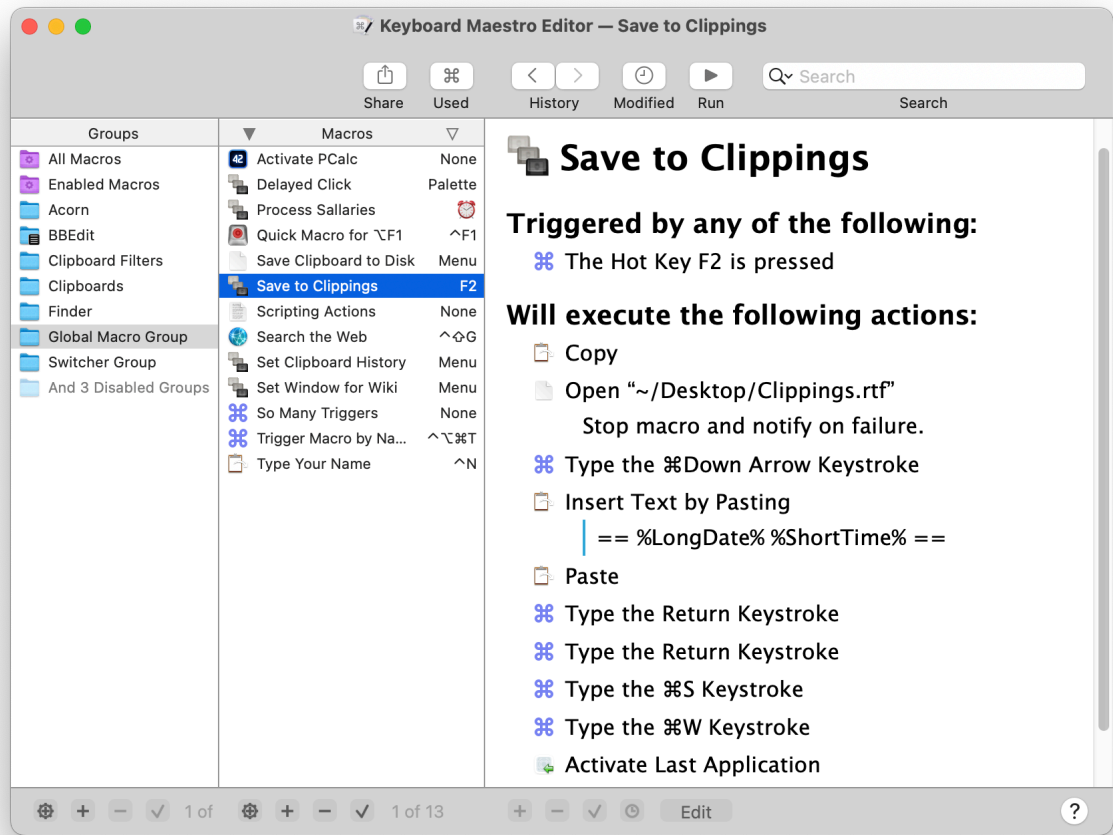 Keyboard Maestro Editor — Save to Clippings
Search
Share
Used
History
Modified
Run
Search
Groups
All Macros
Enabled Macros
Acorn
BBEdit
Clipboard Filters
Clipboards
Finder
Global Macro Group
Switcher Group
And 3 Disabled Groups
1 of
Macros
42 Activate PCalc None
Delayed Click Palette
Process Sallaries
Quick Macro for ⌥F1 ^F1
Save Clipboard to Disk Menu
Save to Clippings F2
Scripting Actions None
Search the Web ^⇧G
Set Clipboard History Menu
Set Window for Wiki Menu
So Many Triggers None
Trigger Macro by Na... ^⌥⌘T
Type Your Name ^N
1 of 13
Save to Clippings
Triggered by any of the following:
⌘ The Hot Key F2 is pressed
Will execute the following actions:
Copy
Open “~/Desktop/Clippings.rtf”
Stop macro and notify on failure.
⌘ Type the ⌘Down Arrow Keystroke
Insert Text by Pasting
== %LongDate% %ShortTime% ==
Paste
⌘ Type the Return Keystroke
⌘ Type the Return Keystroke
⌘ Type the ⌘S Keystroke
⌘ Type the ⌘W Keystroke
Activate Last Application
Edit
?